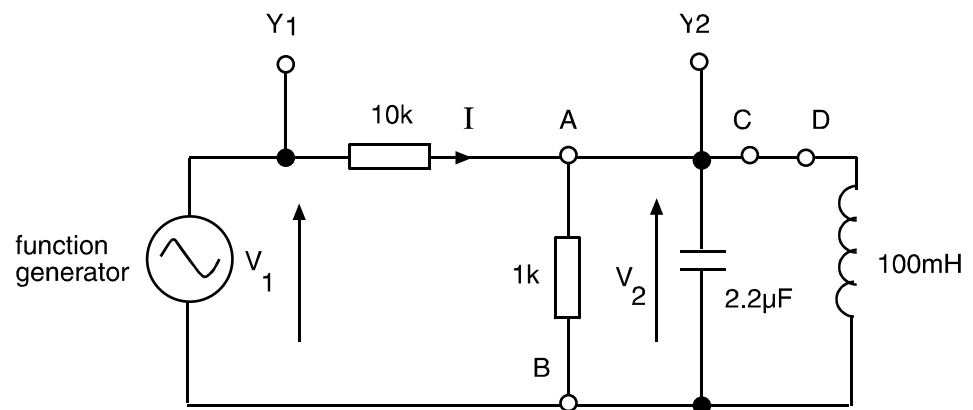 Y1
Y2
10k
I
A
C
D
function
generator
V1
1k
V2
2.2µF
100mH
B